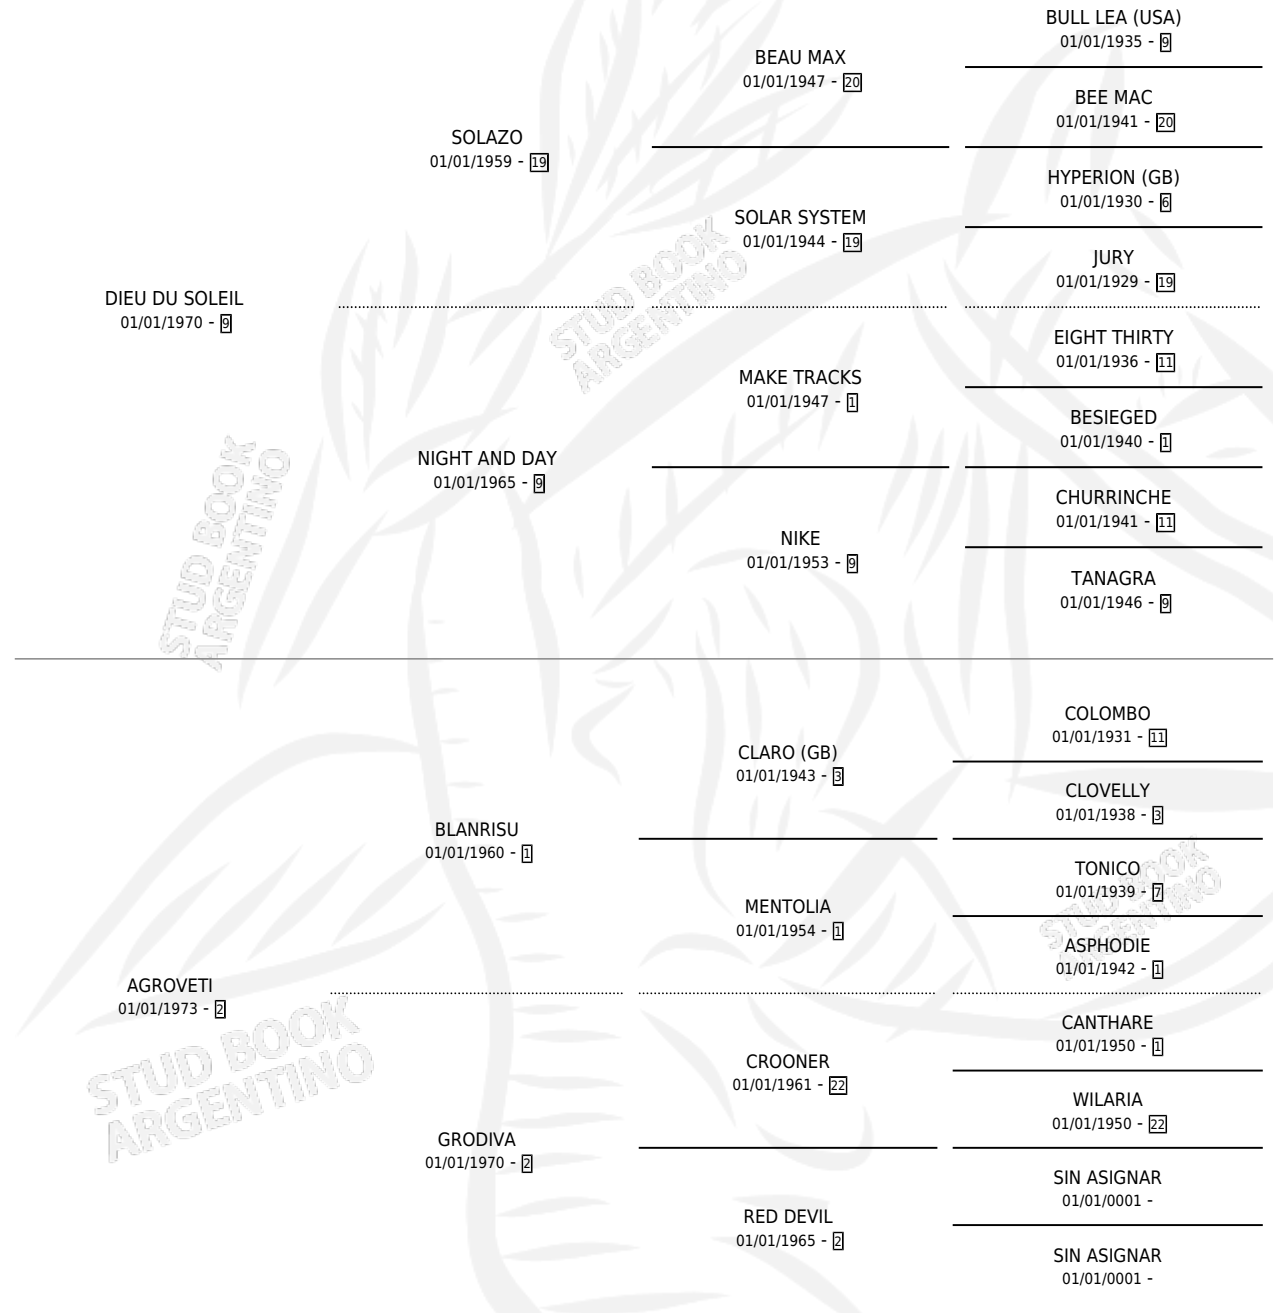 BULL LEA (USA)
01/01/1935 - 9
BEAU MAX
01/01/1947 - 20
BEE MAC
01/01/1941 - 20
SOLAZO
01/01/1959 - 19
HYPERION (GB)
01/01/1930 - 6
SOLAR SYSTEM
01/01/1944 - 19
JURY
01/01/1929 - 19
DIEU DU SOLEIL
01/01/1970 - 9
EIGHT THIRTY
01/01/1936 - 11
MAKE TRACKS
01/01/1947 - 1
BESIEGED
01/01/1940 - 1
NIGHT AND DAY
01/01/1965 - 9
CHURRINCHE
01/01/1941 - 11
NIKE
01/01/1953 - 9
TANAGRA
01/01/1946 - 9
COLOMBO
01/01/1931 - 11
CLARO (GB)
01/01/1943 - 3
CLOVELLY
01/01/1938 - 3
BLANRISU
01/01/1960 - 1
TONICO
01/01/1939 - 7
MENTOLIA
01/01/1954 - 1
ASPHODIE
01/01/1942 - 1
AGROVETI
01/01/1973 - 2
CANTHARE
01/01/1950 - 1
CROONER
01/01/1961 - 22
WILARIA
01/01/1950 - 22
GRODIVA
01/01/1970 - 2
SIN ASIGNAR
01/01/0001 -
RED DEVIL
01/01/1965 - 2
SIN ASIGNAR
01/01/0001 -
STUD BOOK
ARGENTINO
STUD BOOK
ARGENTINO
STUD BOOK
ARGENTINO
STUD BOOK
ARGENTINO